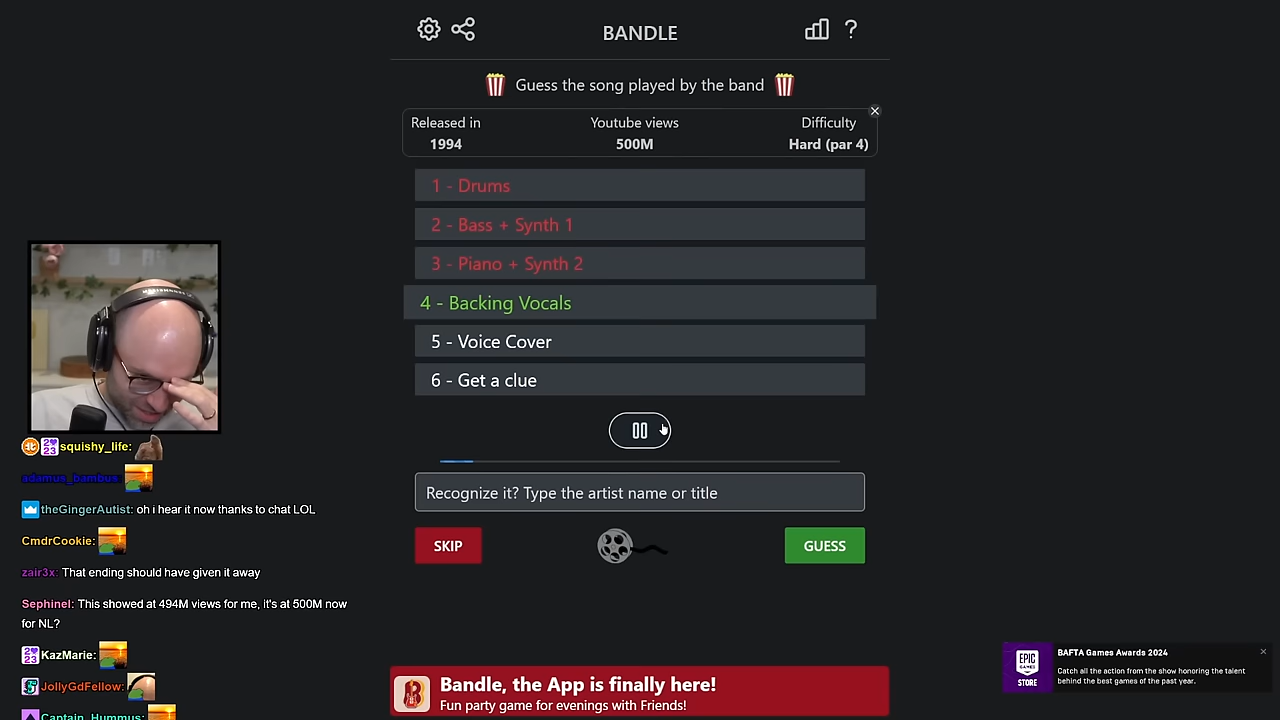 BANDLE
?
Guess the song played by the band
Released in
1994
Youtube views
500M
Difficulty
Hard (par 4)
1 - Drums
2 - Bass + Synth 1
3 - Piano + Synth 2
4 - Backing Vocals
5 - Voice Cover
6 - Get a clue
Recognize it? Type the artist name or title
SKIP
GUESS
squishy_life:
adamus_bambus:
theGingerAutist: oh i hear it now thanks to chat LOL
CmdrCookie:
zair3x: That ending should have given it away
Sephinel: This showed at 494M views for me, it's at 500M now
for NL?
KazMarie:
JollyGdFellow:
Captain_Hummus:
Bandle, the App is finally here!
Fun party game for evenings with Friends!
EPIC
GAMES
STORE
BAFTA Games Awards 2024
Catch all the action from the show honoring the talent
behind the best games of the past year.